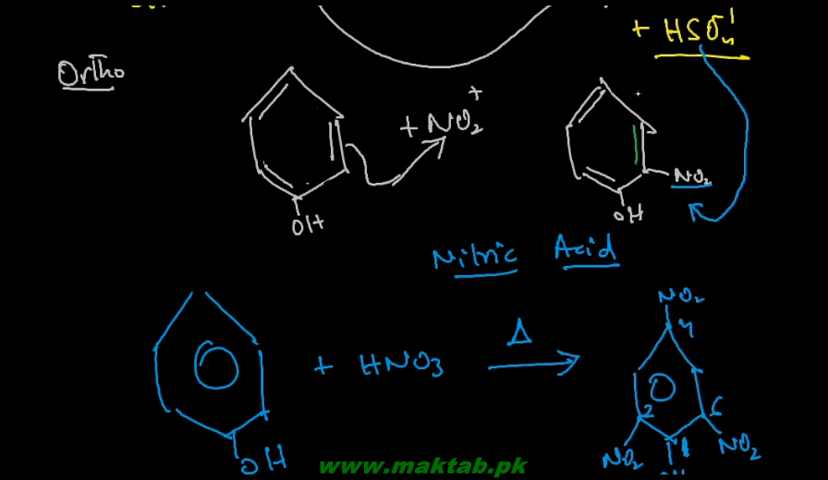 + HSO4-
Ortho
+ NO2+
NO2
OH
OH
Nitric Acid
NO2
4
+ HNO3
Δ
2
6
1
NO2
NO2
OH
www.maktab.pk